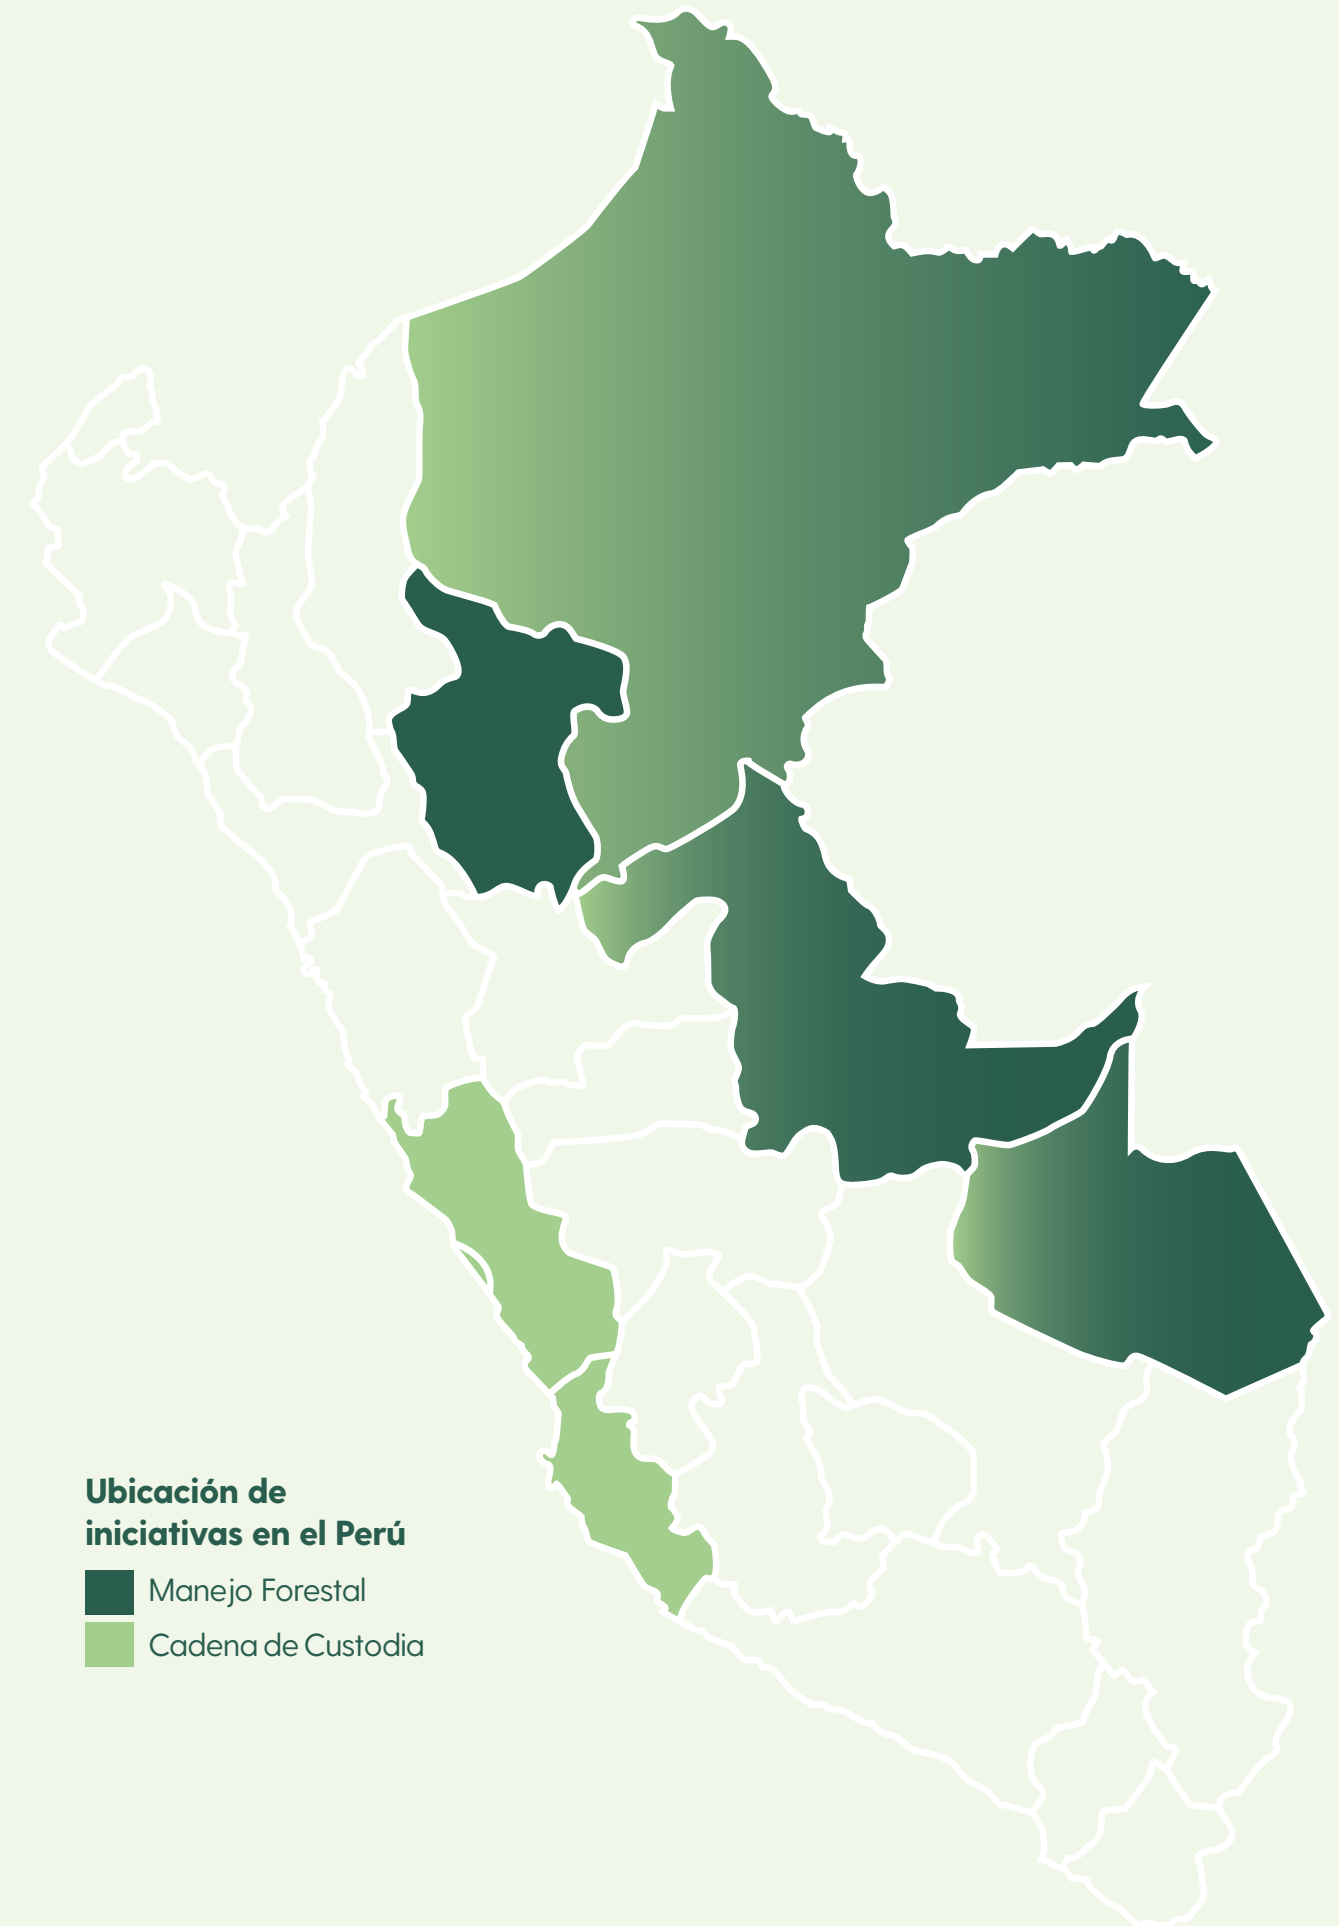 Ubicación de
iniciativas en el Perú
Manejo Forestal
Cadena de Custodia